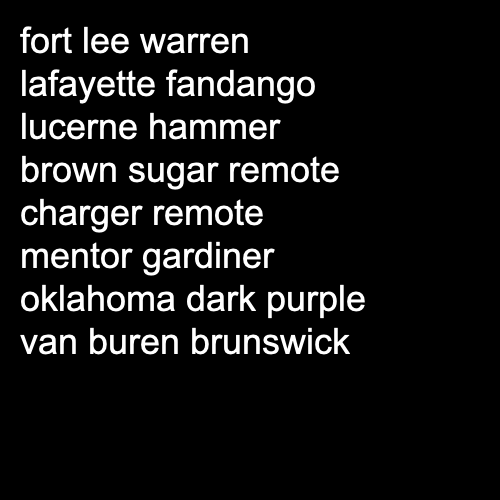 fort lee warren
lafayette fandango
lucerne hammer
brown sugar remote
charger remote
mentor gardiner
oklahoma dark purple
van buren brunswick